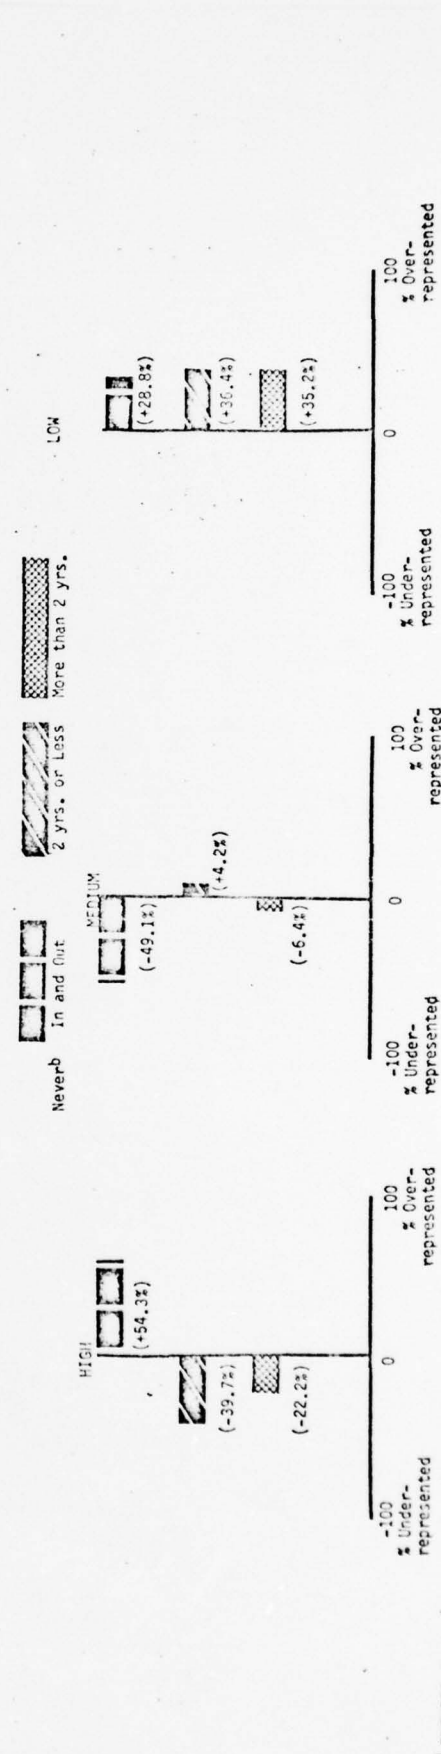 Neverb In and Out 2 yrs. or Less More than 2 yrs.
HIGH
(+54.3%)
(-39.7%)
(-22.2%)
-100 0 100
% Under-
represented
% Over-
represented
MEDIUM
(-49.1%)
(+4.2%)
(-6.4%)
-100 0 100
% Under-
represented
% Over-
represented
LOW
(+28.8%)
(+36.4%)
(+35.2%)
-100 0 100
% Under-
represented
% Over-
represented